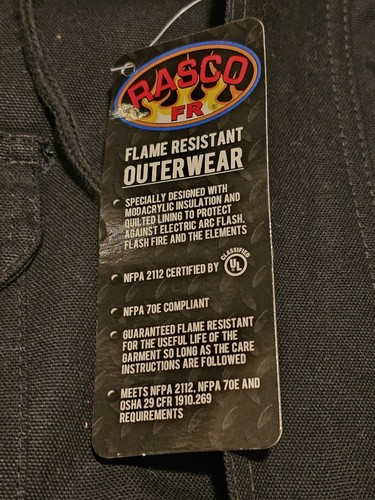 RASCO
FR
FLAME RESISTANT
OUTERWEAR
SPECIALLY DESIGNED WITH
MODACRYLIC INSULATION AND
QUILTED LINING TO PROTECT
AGAINST ELECTRIC ARC FLASH,
FLASH FIRE AND THE ELEMENTS
NFPA 2112 CERTIFIED BY
CLASSIFIED
UL
NFPA 70E COMPLIANT
GUARANTEED FLAME RESISTANT
FOR THE USEFUL LIFE OF THE
GARMENT SO LONG AS THE CARE
INSTRUCTIONS ARE FOLLOWED
MEETS NFPA 2112, NFPA 70E AND
OSHA 29 CFR 1910.269
REQUIREMENTS